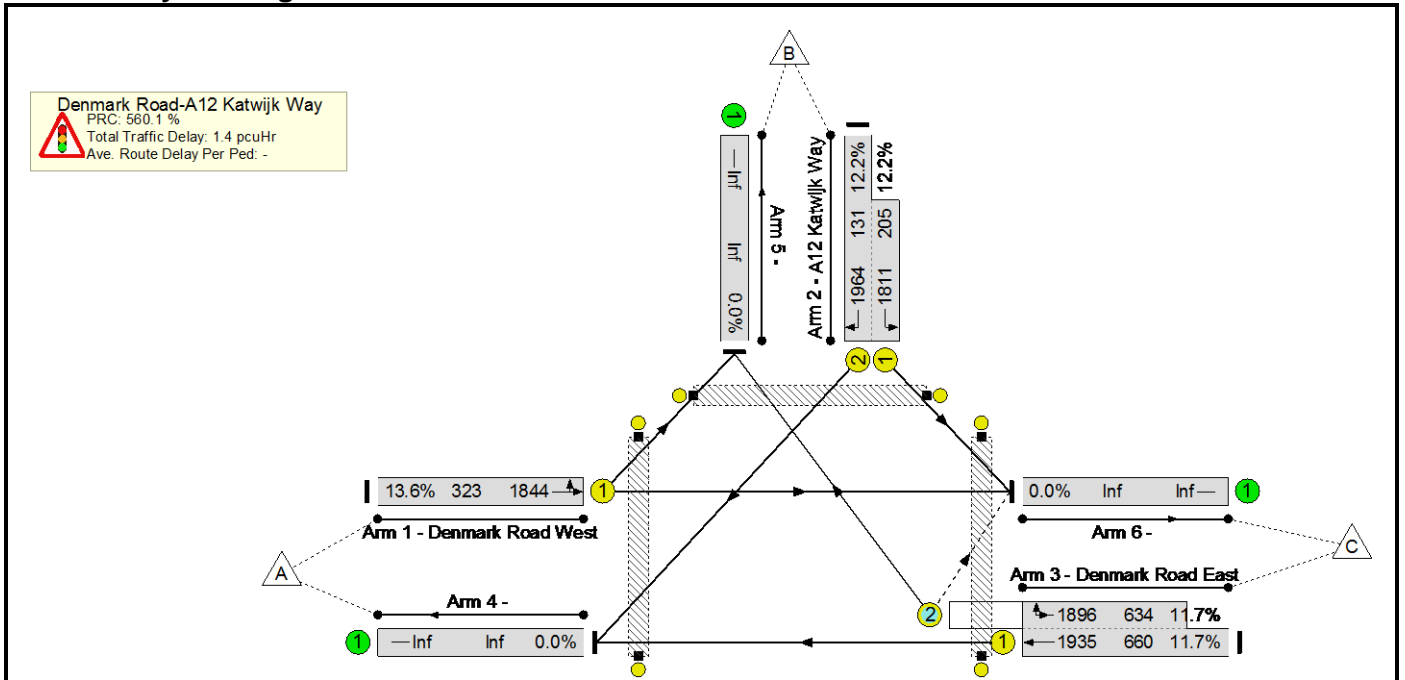 Denmark Road-A12 Katwijk Way
PRC: 560.1 %
Total Traffic Delay: 1.4 pcuHr
Ave. Route Delay Per Ped: -
B
1
Inf
Inf
0.0%
Arm 5 -
Arm 2 - A12 Katwijk Way
1964 131 12.2%
1811 205 12.2%
2 1
13.6% 323 1844
1
Arm 1 - Denmark Road West
A
Arm 4 -
1
Inf Inf 0.0%
0.0% Inf Inf
1
Arm 6 -
C
Arm 3 - Denmark Road East
2
1896 634 11.7%
1
1935 660 11.7%